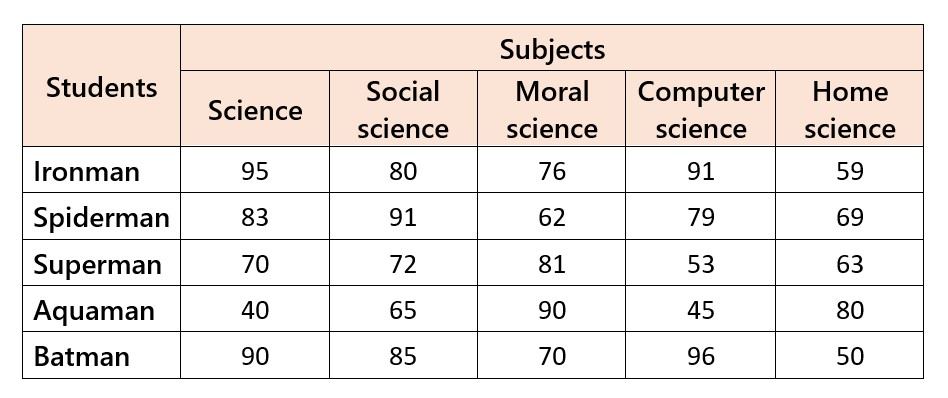 Students
Subjects
Science
Social
science
Moral
science
Computer
science
Home
science
Ironman 95 80 76 91 59
Spiderman 83 91 62 79 69
Superman 70 72 81 53 63
Aquaman 40 65 90 45 80
Batman 90 85 70 96 50